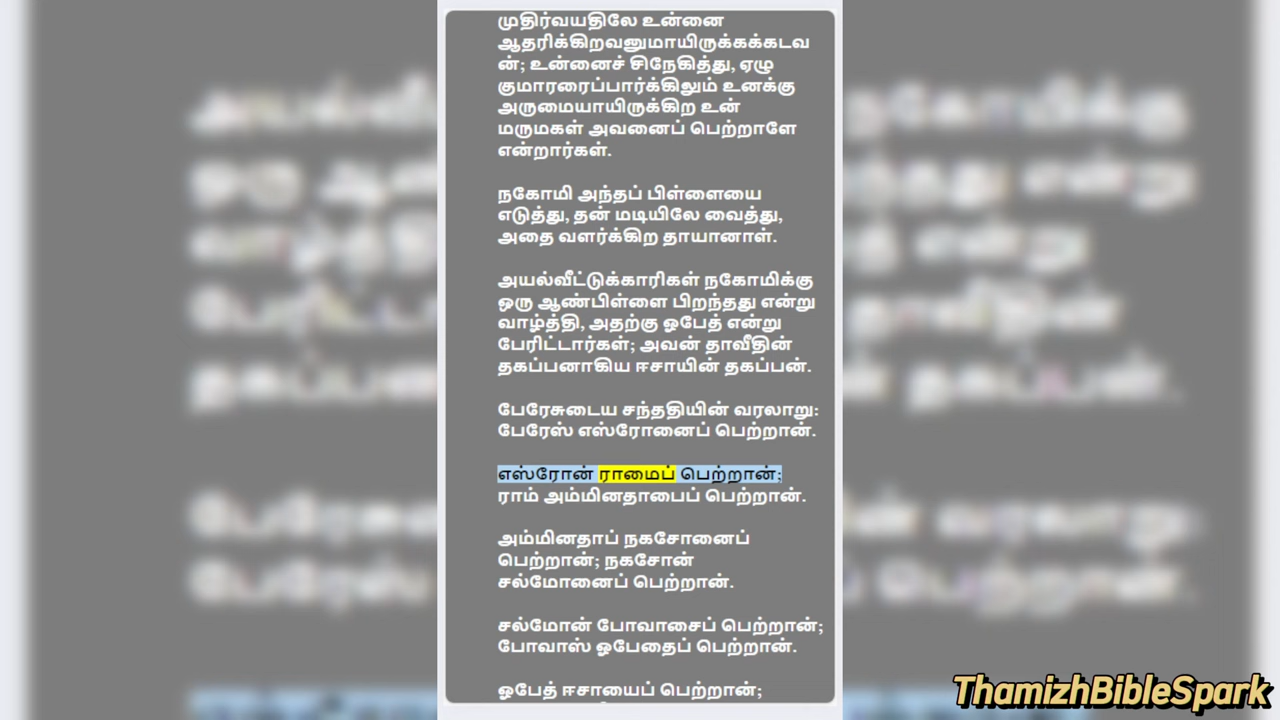 முதிர்வயதிலே உன்னை
ஆதரிக்கிறவனுமாயிருக்கக்கடவ
ன்; உன்னைச் சிநேகித்து, ஏழு
குமாரரைப்பார்க்கிலும் உனக்கு
அருமையாயிருக்கிற உன்
மருமகள் அவனைப் பெற்றாளே
என்றார்கள்.
நகோமி அந்தப் பிள்ளையை
எடுத்து, தன் மடியிலே வைத்து,
அதை வளர்க்கிற தாயானாள்.
அயல்வீட்டுக்காரிகள் நகோமிக்கு
ஒரு ஆண்பிள்ளை பிறந்தது என்று
வாழ்த்தி, அதற்கு ஓபேத் என்று
பேரிட்டார்கள்; அவன் தாவீதின்
தகப்பனாகிய ஈசாயின் தகப்பன்.
பேரேசுடைய சந்ததியின் வரலாறு:
பேரேஸ் எஸ்ரோனைப் பெற்றான்.
எஸ்ரோன் ராமைப் பெற்றான்;
ராம் அம்மினதாபைப் பெற்றான்.
அம்மினதாப் நகசோனைப்
பெற்றான்; நகசோன்
சல்மோனைப் பெற்றான்.
சல்மோன் போவாசைப் பெற்றான்;
போவாஸ் ஓபேதைப் பெற்றான்.
ஓபேத் ஈசாயைப் பெற்றான்;
ThamizhBibleSpark